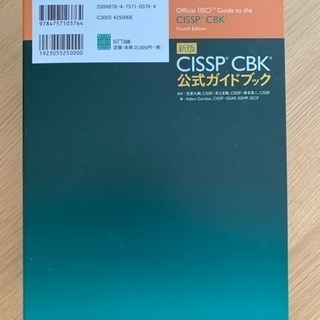 ISBN978-4-7571-0376-4
C3055 ¥25000E
9784757103764
NTT出版
定価 本体25,000円+税
1923055250000
Official (ISC)²® Guide to the
CISSP® CBK®
Fourth Edition
新版
CISSP® CBK®
公式ガイドブック
Adam Gordon, CISSP-ISSAP, ISSMP, SSCP